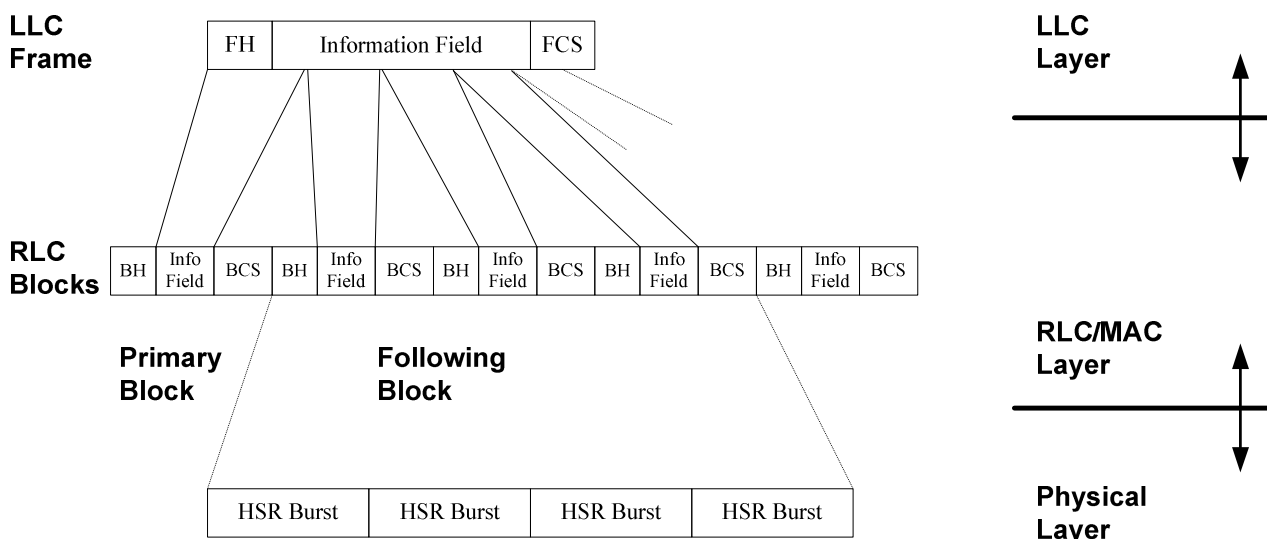 LLC
Frame
FH
Information Field
FCS
LLC
Layer
RLC
Blocks
BH
Info
Field
BCS
BH
Info
Field
BCS
BH
Info
Field
BCS
BH
Info
Field
BCS
BH
Info
Field
BCS
Primary
Block
Following
Block
RLC/MAC
Layer
HSR Burst
HSR Burst
HSR Burst
HSR Burst
Physical
Layer